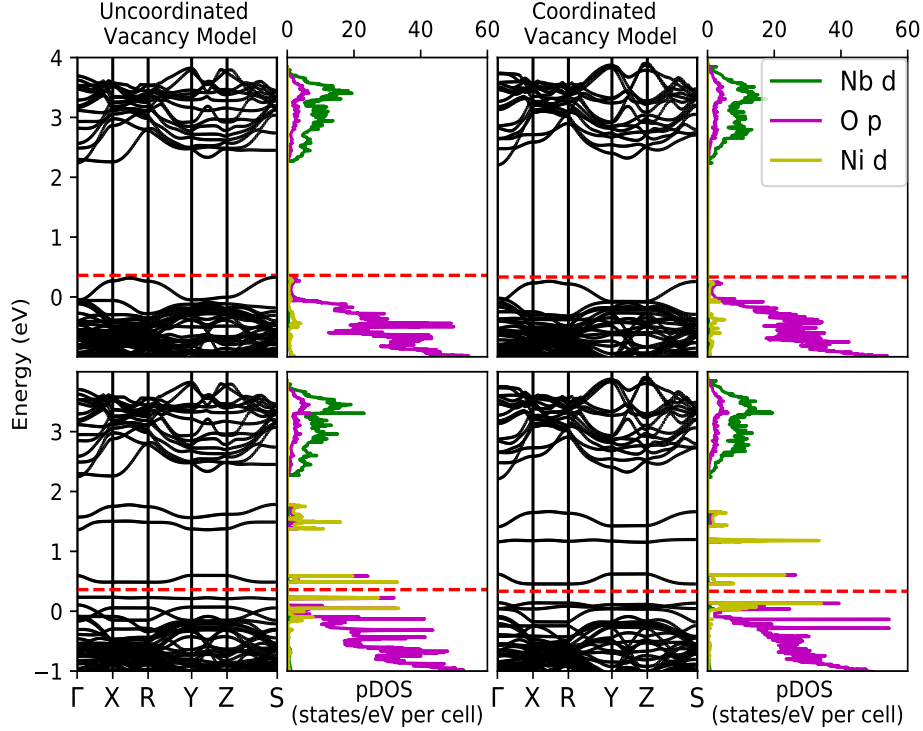 Uncoordinated
Vacancy Model
0 20 40 60
Coordinated
Vacancy Model
0 20 40 60
4
3
2
1
0
Nb d
O p
Ni d
Energy (eV)
3
2
1
0
−1
Γ X R Y Z S
pDOS
(states/eV per cell)
Γ X R Y Z S
pDOS
(states/eV per cell)